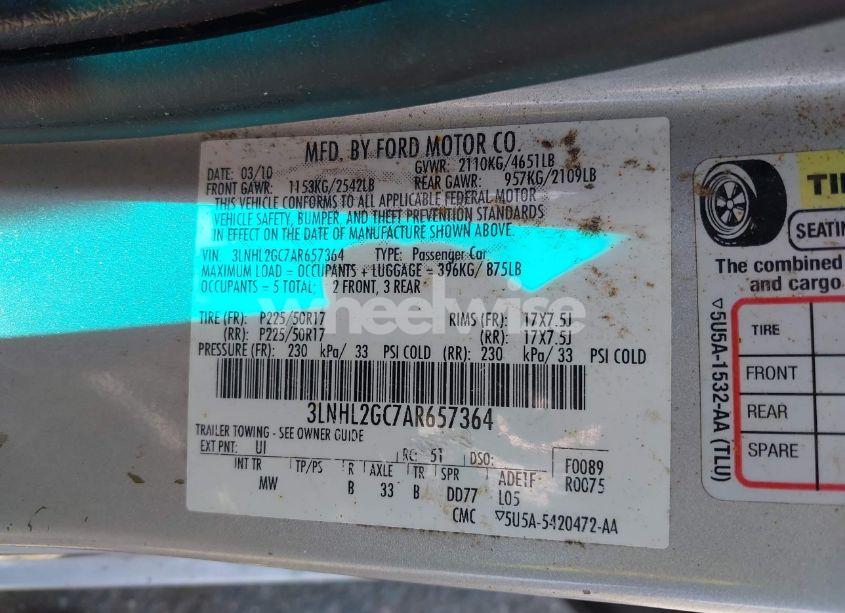 MFD. BY FORD MOTOR CO.
DATE: 03/10 GVWR: 2110KG/4651LB
FRONT GAWR: 1153KG/2542LB REAR GAWR: 957KG/2109LB
THIS VEHICLE CONFORMS TO ALL APPLICABLE FEDERAL MOTOR
VEHICLE SAFETY, BUMPER, AND THEFT PREVENTION STANDARDS
IN EFFECT ON THE DATE OF MANUFACTURE SHOWN ABOVE.
VIN: 3LNHL2GC7AR657364 TYPE: Passenger Car
MAXIMUM LOAD = OCCUPANTS + LUGGAGE = 396KG/ 875LB
OCCUPANTS = 5 TOTAL: 2 FRONT, 3 REAR
wheelwise
TIRE (FR): P225/50R17 RIMS (FR): 17X7.5J
(RR): P225/50R17 (RR): 17X7.5J
PRESSURE (FR): 230 kPa/ 33 PSI COLD (RR): 230 kPa/ 33 PSI COLD
3LNHL2GC7AR657364
TRAILER TOWING - SEE OWNER GUIDE
EXT PNT: UI RC: 51 DSO: F0089
R0075
INT TR TP/PS R AXLE TR SPR
MW B 33 B DD77 L05
CMC ▽5U5A-5420472-AA
SEATIN
The combined
and cargo
TIRE
FRONT
REAR
SPARE
▽5U5A-1532-AA (TLU)